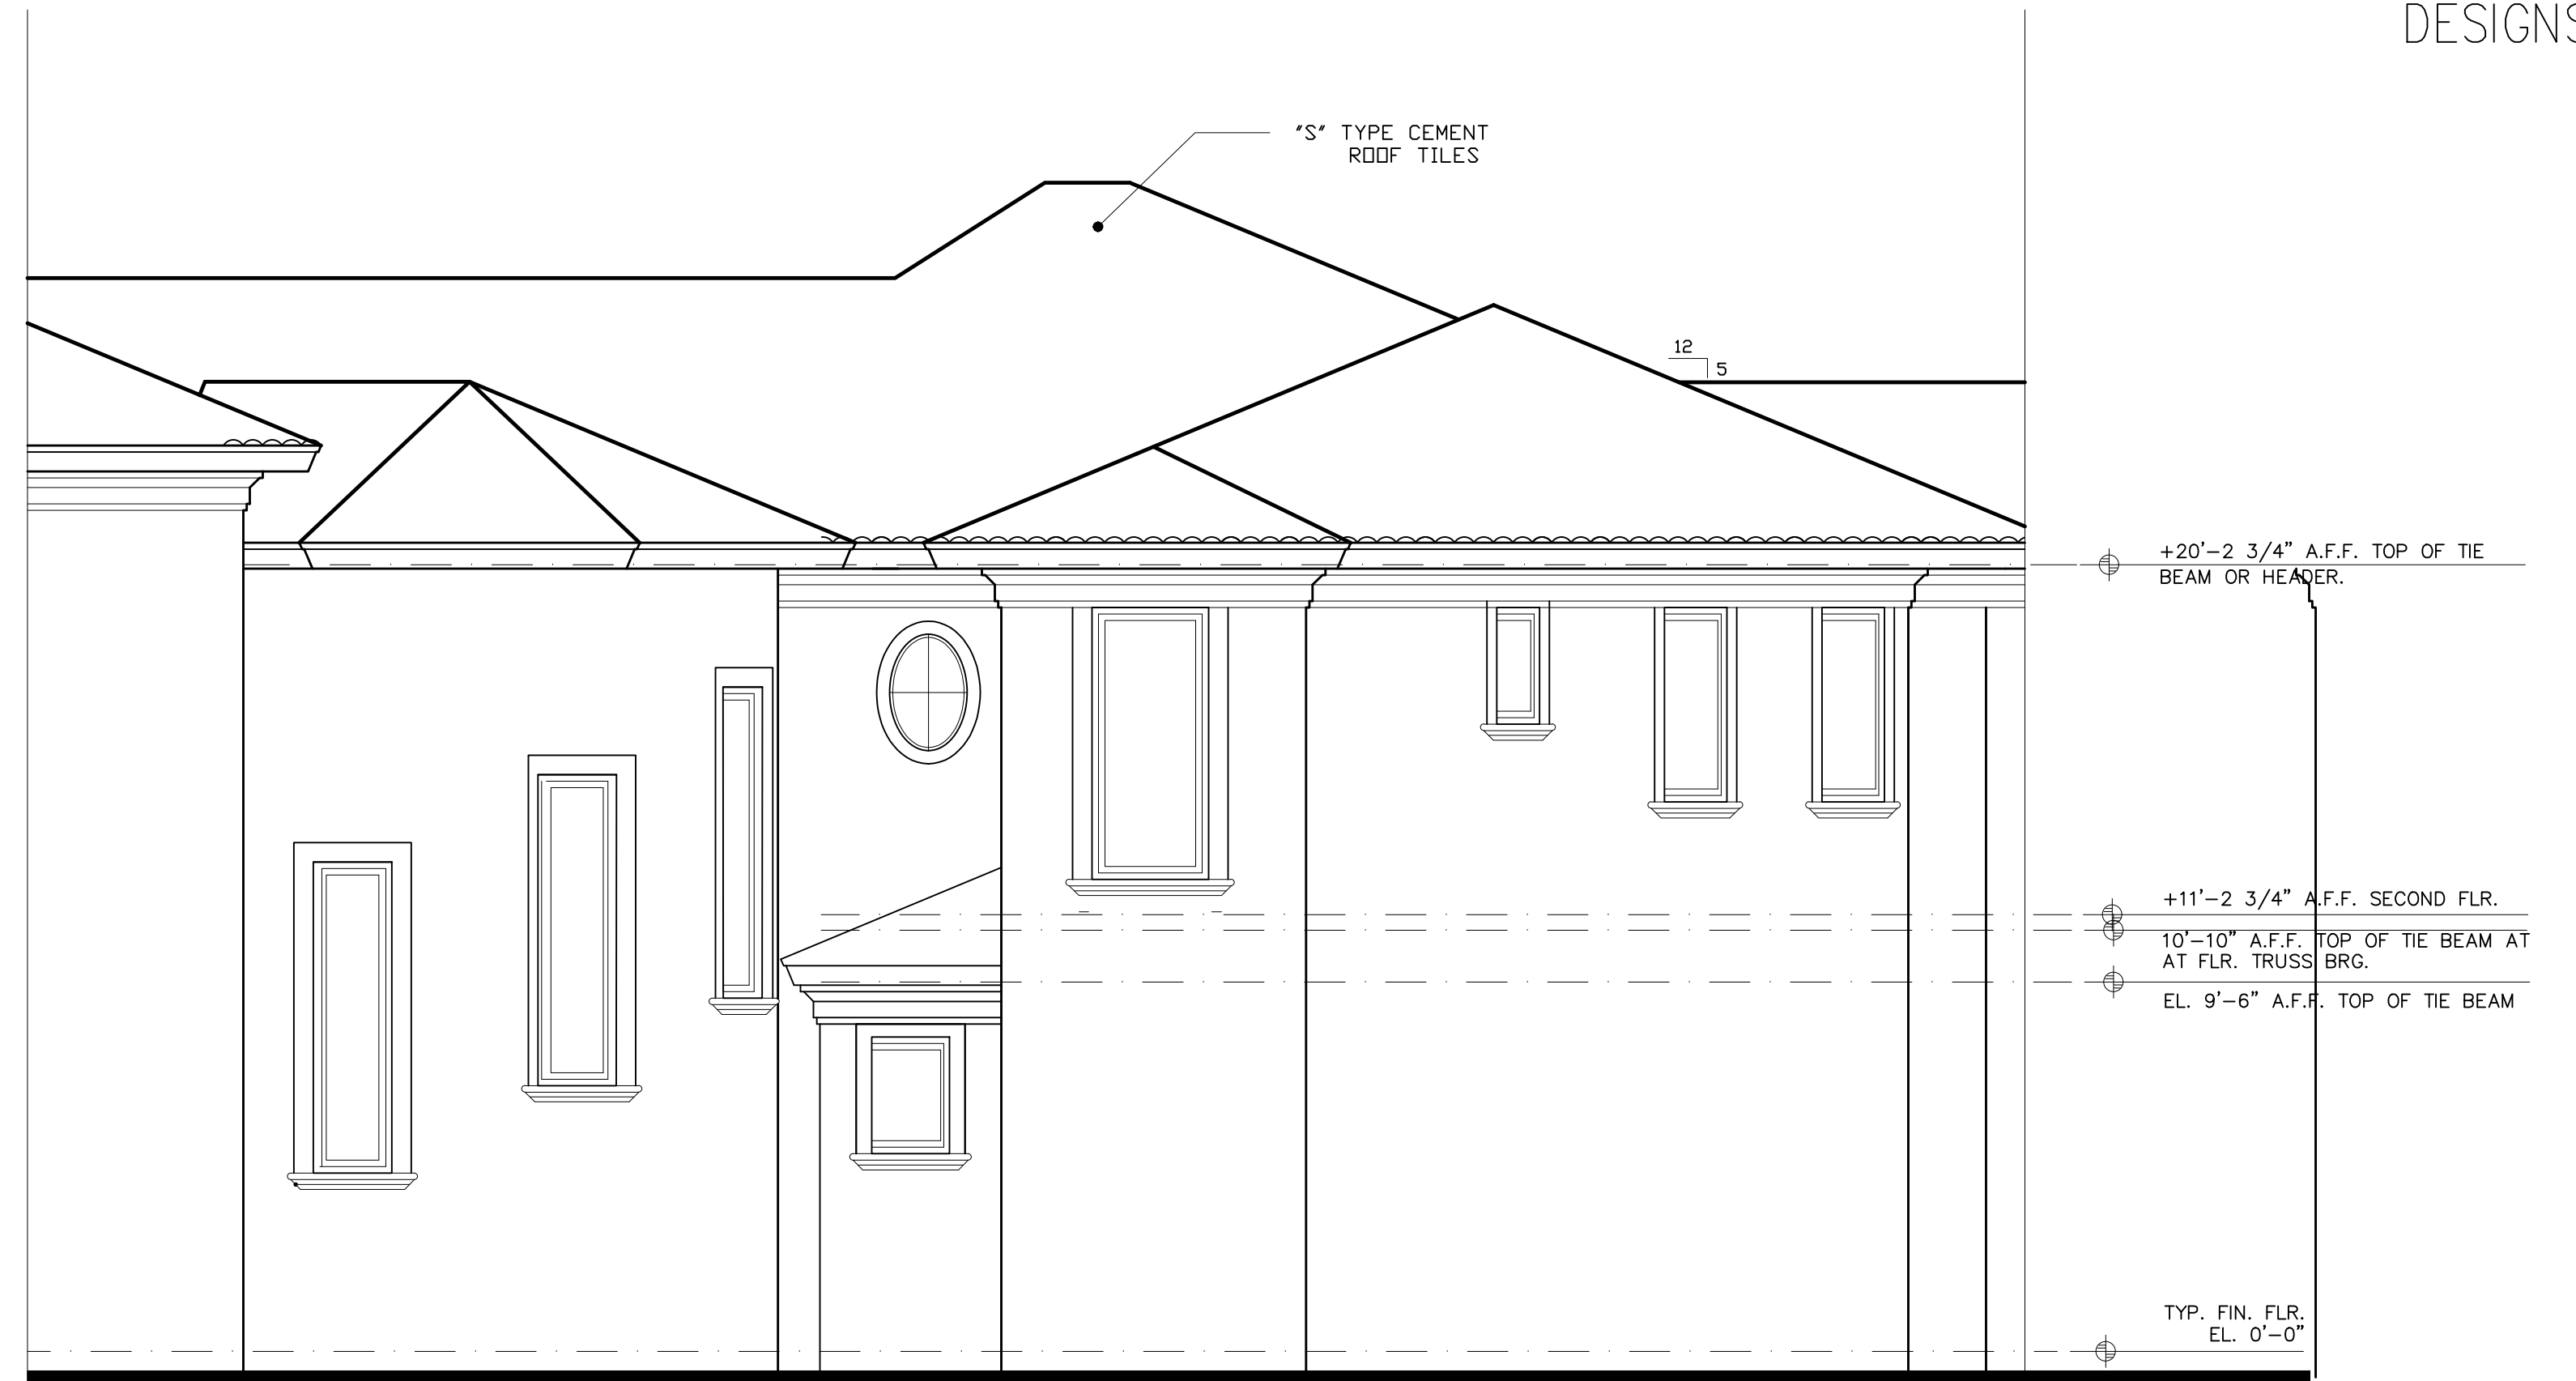 DESIGNS
"S" TYPE CEMENT
ROOF TILES
12
5
+20'-2 3/4" A.F.F. TOP OF TIE
BEAM OR HEADER.
+11'-2 3/4" A.F.F. SECOND FLR.
10'-10" A.F.F. TOP OF TIE BEAM AT
AT FLR. TRUSS BRG.
EL. 9'-6" A.F.F. TOP OF TIE BEAM
TYP. FIN. FLR.
EL. 0'-0"